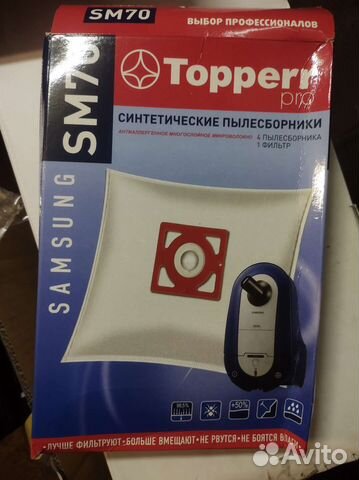 SM70
ВЫБОР ПРОФЕССИОНАЛОВ
SAMSUNG SM70
Topperr
pro
СИНТЕТИЧЕСКИЕ ПЫЛЕСБОРНИКИ
АНТИАЛЛЕРГЕННОЕ МНОГОСЛОЙНОЕ МИКРОВОЛОКНО
4 ПЫЛЕСБОРНИКА
1 ФИЛЬТР
+50%
•ЛУЧШЕ ФИЛЬТРУЮТ •БОЛЬШЕ ВМЕЩАЮТ •НЕ РВУТСЯ •НЕ БОЯТСЯ ВЛАГИ
Avito